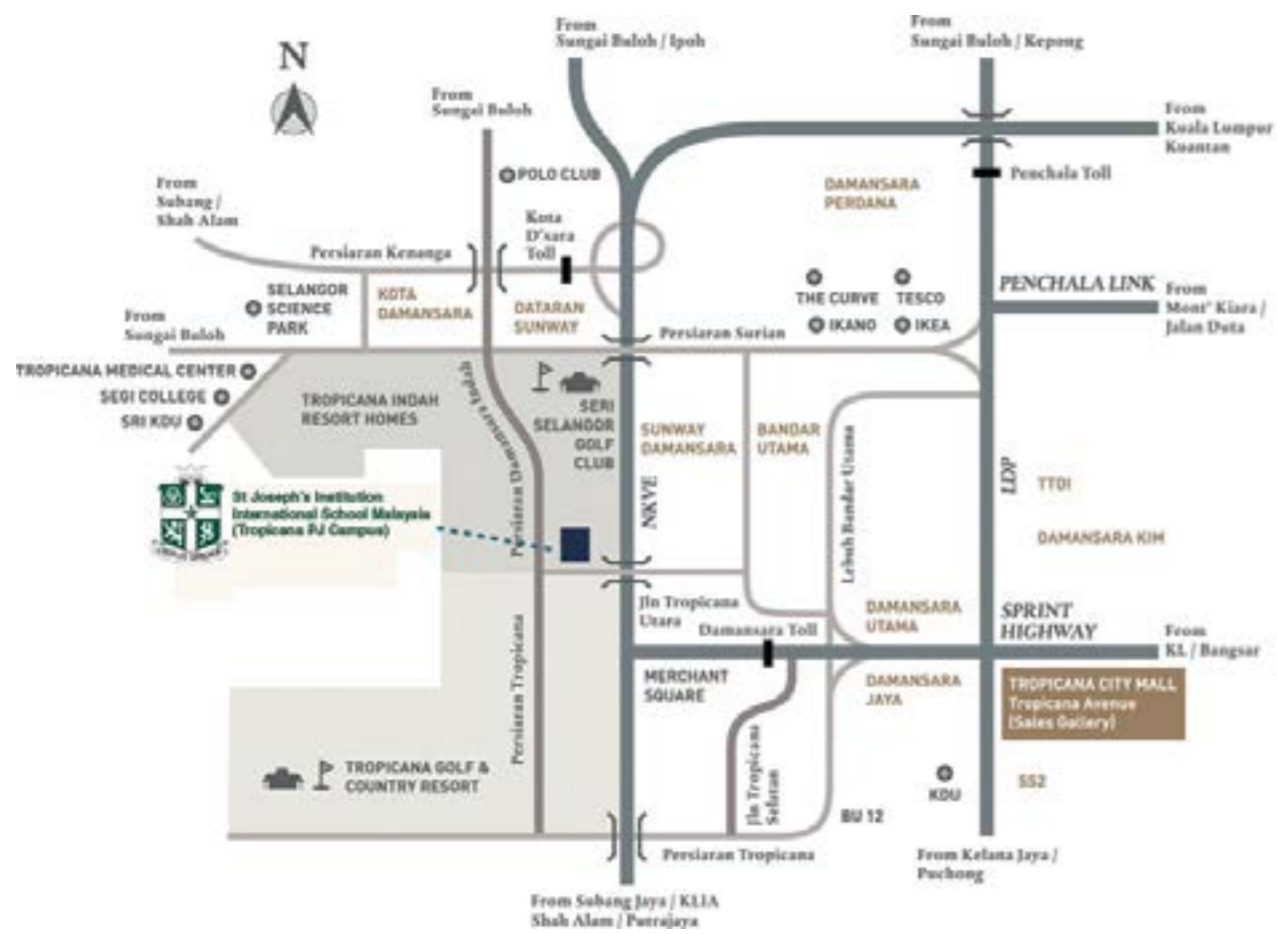 From
Sungai Buloh / Ipoh
From
Sungai Buloh / Kepong
N
From
Sungai Buloh
From
Kuala Lumpur
Kuantan
POLO CLUB
Penchala Toll
From
Subang /
Shah Alam
DAMANSARA
PERDANA
Kota
D'sara
Toll
Persiaran Kenanga
SELANGOR
SCIENCE
PARK
KOTA
DAMANSARA
DATARAN
SUNWAY
THE CURVE
TESCO
IKANO
IKEA
PENCHALA LINK
From
Mont' Kiara /
Jalan Duta
From
Sungai Buloh
Persiaran Surian
TROPICANA MEDICAL CENTER
SEGI COLLEGE
SRI KDU
TROPICANA INDAH
RESORT HOMES
Persiaran Damansara Indah
SERI
SELANGOR
GOLF
CLUB
SUNWAY
DAMANSARA
BANDAR
UTAMA
NKVE
Lebuh Bandar Utama
LDP
TTDI
DAMANSARA KIM
St Joseph's Institution
International School Malaysia
(Tropicana PJ Campus)
Jln Tropicana
Utara
Damansara Toll
DAMANSARA
UTAMA
SPRINT
HIGHWAY
From
KL / Bangsar
Persiaran Tropicana
MERCHANT
SQUARE
DAMANSARA
JAYA
TROPICANA CITY MALL
Tropicana Avenue
(Sales Gallery)
TROPICANA GOLF &
COUNTRY RESORT
Jln Tropicana
Selatan
KDU
SS2
BU 12
Persiaran Tropicana
From Kelana Jaya /
Puchong
From Subang Jaya / KLIA
Shah Alam / Putrajaya